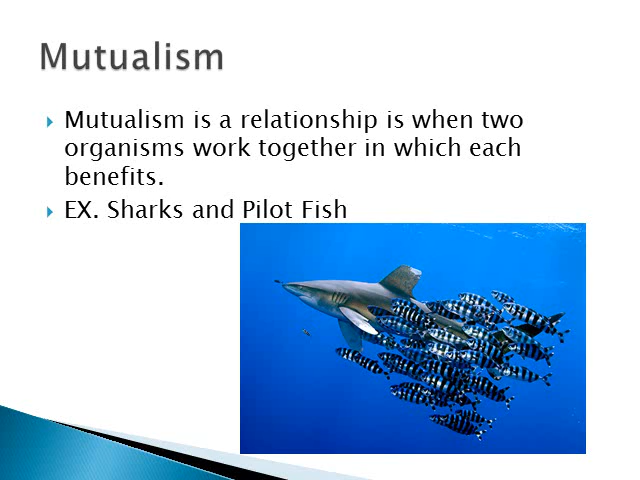 Mutualism
Mutualism is a relationship is when two
organisms work together in which each
benefits.
EX. Sharks and Pilot Fish